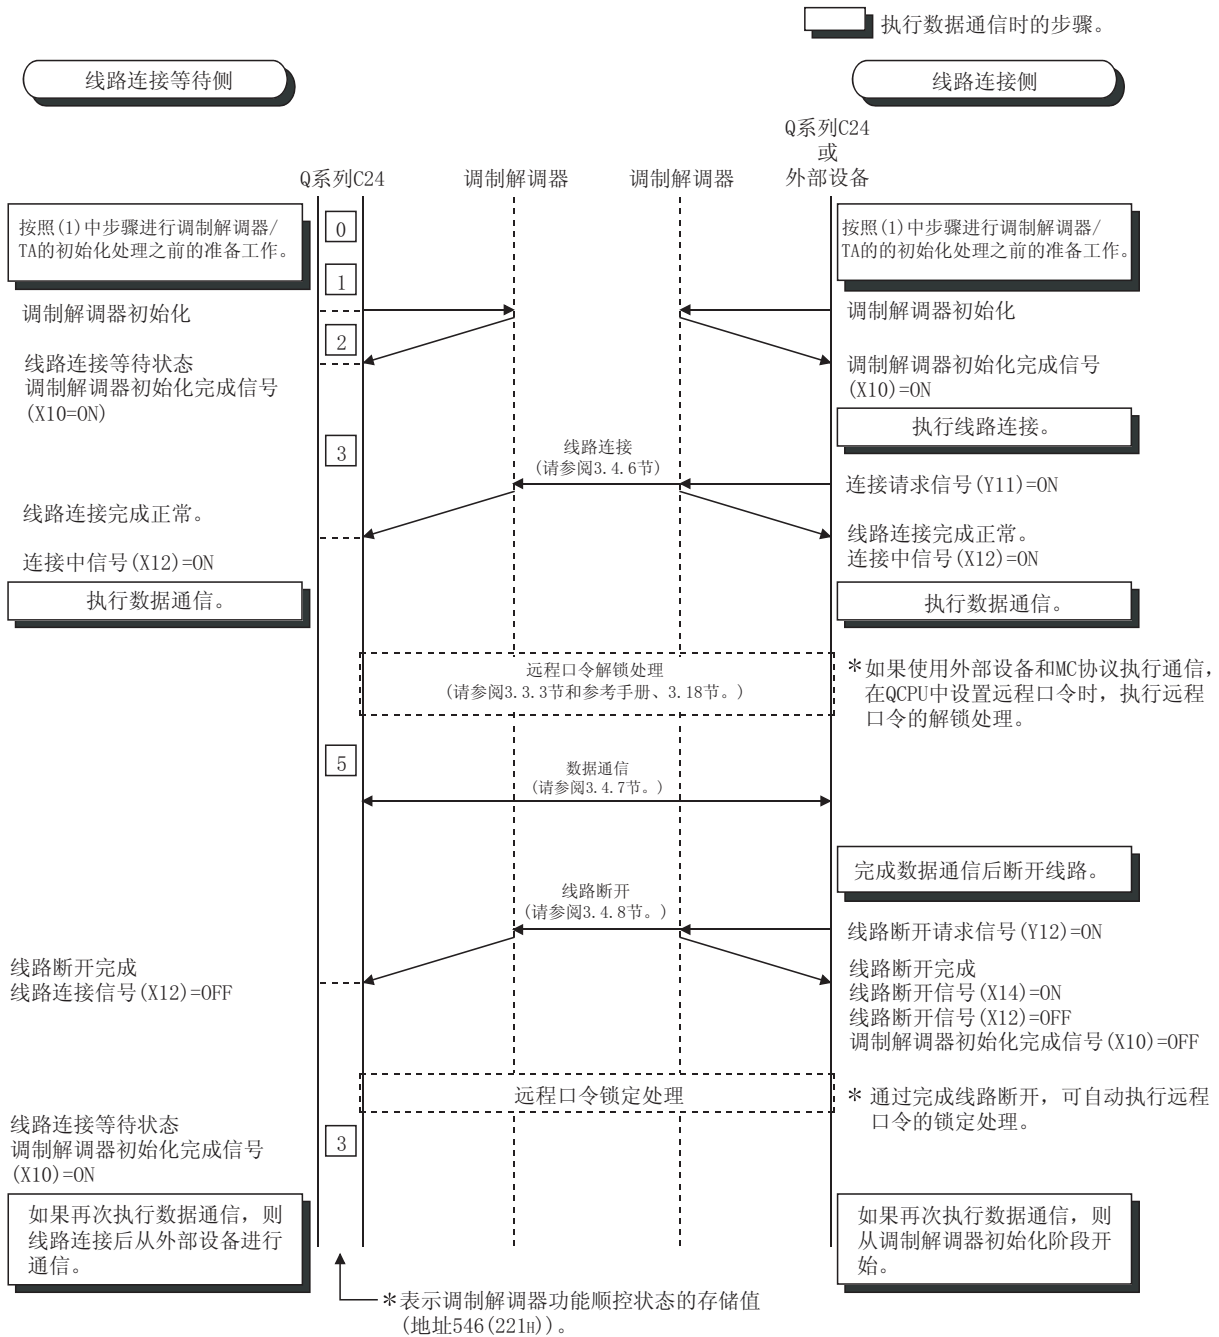 执行数据通信时的步骤。
线路连接等待侧
线路连接侧
Q系列C24
调制解调器
调制解调器
Q系列C24
或
外部设备
按照(1)中步骤进行调制解调器/
TA的初始化处理之前的准备工作。
0
按照(1)中步骤进行调制解调器/
TA的的初始化处理之前的准备工作。
1
调制解调器初始化
调制解调器初始化
2
线路连接等待状态
调制解调器初始化完成信号
(X10=ON)
调制解调器初始化完成信号
(X10)=ON
执行线路连接。
3
线路连接
(请参阅3.4.6节)
连接请求信号(Y11)=ON
线路连接完成正常。
连接中信号(X12)=ON
线路连接完成正常。
连接中信号(X12)=ON
执行数据通信。
执行数据通信。
远程口令解锁处理
(请参阅3.3.3节和参考手册、3.18节。)
*如果使用外部设备和MC协议执行通信,
在QCPU中设置远程口令时,执行远程
口令的解锁处理。
5
数据通信
(请参阅3.4.7节。)
完成数据通信后断开线路。
线路断开
(请参阅3.4.8节。)
线路断开请求信号(Y12)=ON
线路断开完成
线路连接信号(X12)=OFF
线路断开完成
线路断开信号(X14)=ON
线路断开信号(X12)=OFF
调制解调器初始化完成信号(X10)=OFF
远程口令锁定处理
* 通过完成线路断开,可自动执行远程
口令的锁定处理。
线路连接等待状态
调制解调器初始化完成信号
(X10)=ON
3
如果再次执行数据通信,则
线路连接后从外部设备进行
通信。
如果再次执行数据通信,则
从调制解调器初始化阶段开
始。
*表示调制解调器功能顺控状态的存储值
(地址546(221H))。